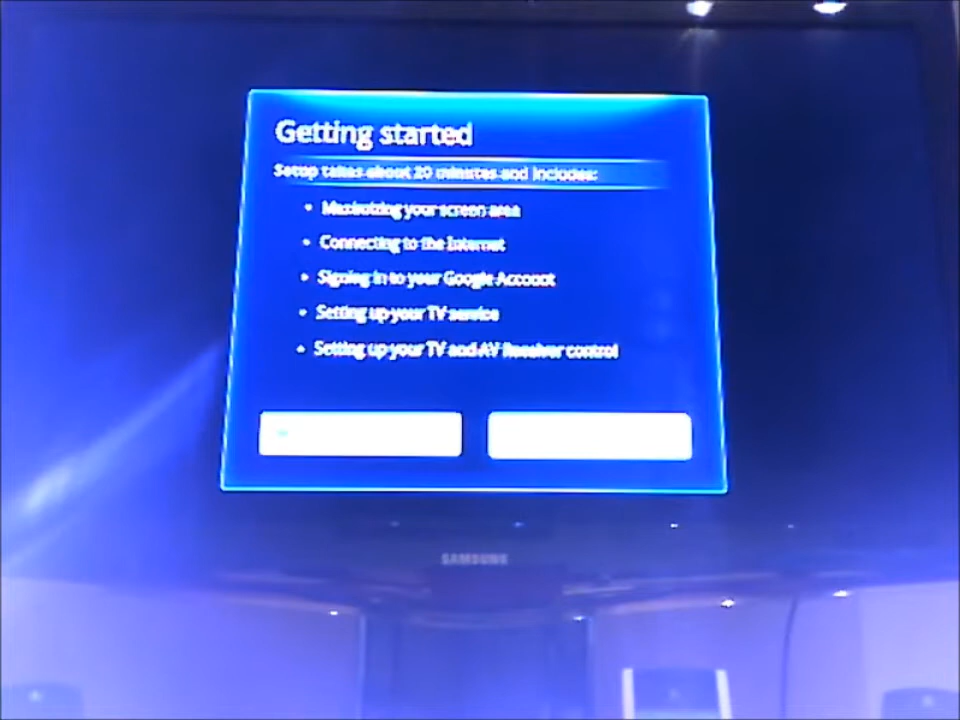 Getting started
Setup takes about 20 minutes and includes:
• Maximizing your screen area
• Connecting to the Internet
• Signing in to your Google Account
• Setting up your TV service
• Setting up your TV and AV Receiver control
SAMSUNG